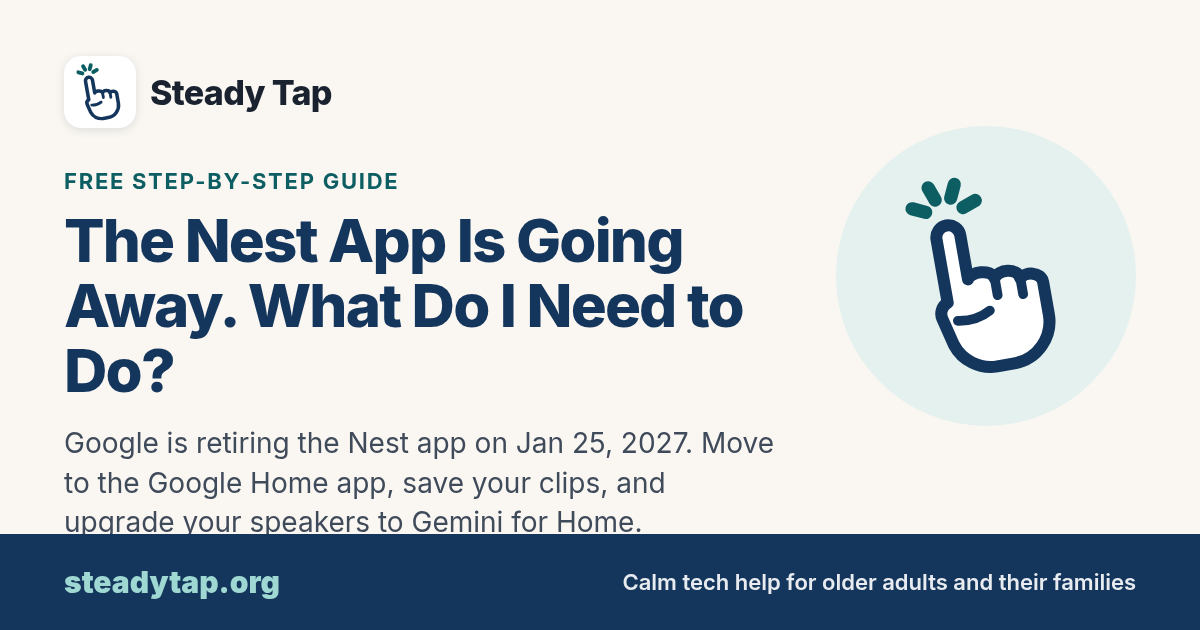 Steady Tap
FREE STEP-BY-STEP GUIDE
The Nest App Is Going
Away. What Do I Need to
Do?
Google is retiring the Nest app on Jan 25, 2027. Move
to the Google Home app, save your clips, and
upgrade your speakers to Gemini for Home.
steadytap.org
Calm tech help for older adults and their families